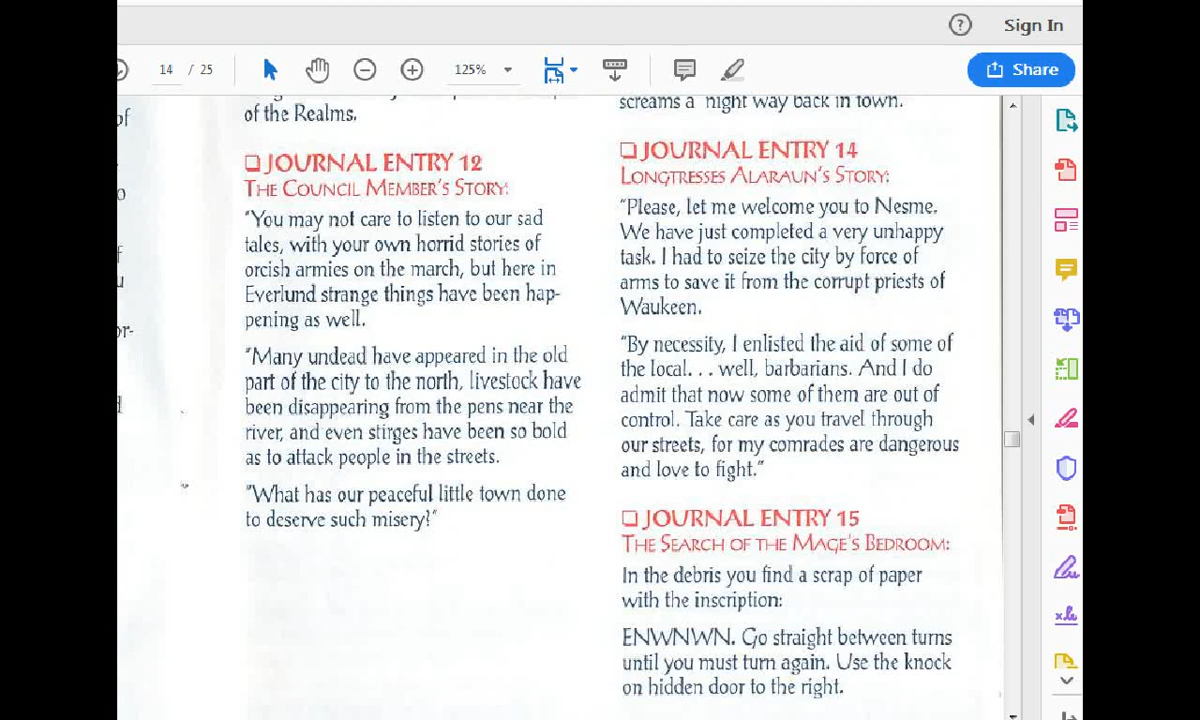 Sign In
14 / 25
125%
Share
of
o
f
u
or-
d
of the Realms.
❑ JOURNAL ENTRY 12
THE COUNCIL MEMBER'S STORY:
"You may not care to listen to our sad
tales, with your own horrid stories of
orcish armies on the march, but here in
Everlund strange things have been hap-
pening as well.
"Many undead have appeared in the old
part of the city to the north, livestock have
been disappearing from the pens near the
river, and even stirges have been so bold
as to attack people in the streets.
"What has our peaceful little town done
to deserve such misery?"
screams a night way back in town.
❑ JOURNAL ENTRY 14
LONGTRESSES ALARAUN'S STORY:
"Please, let me welcome you to Nesme.
We have just completed a very unhappy
task. I had to seize the city by force of
arms to save it from the corrupt priests of
Waukeen.
"By necessity, I enlisted the aid of some of
the local. . . well, barbarians. And I do
admit that now some of them are out of
control. Take care as you travel through
our streets, for my comrades are dangerous
and love to fight."
❑ JOURNAL ENTRY 15
THE SEARCH OF THE MAGE'S BEDROOM:
In the debris you find a scrap of paper
with the inscription:
ENWNWN. Go straight between turns
until you must turn again. Use the knock
on hidden door to the right.